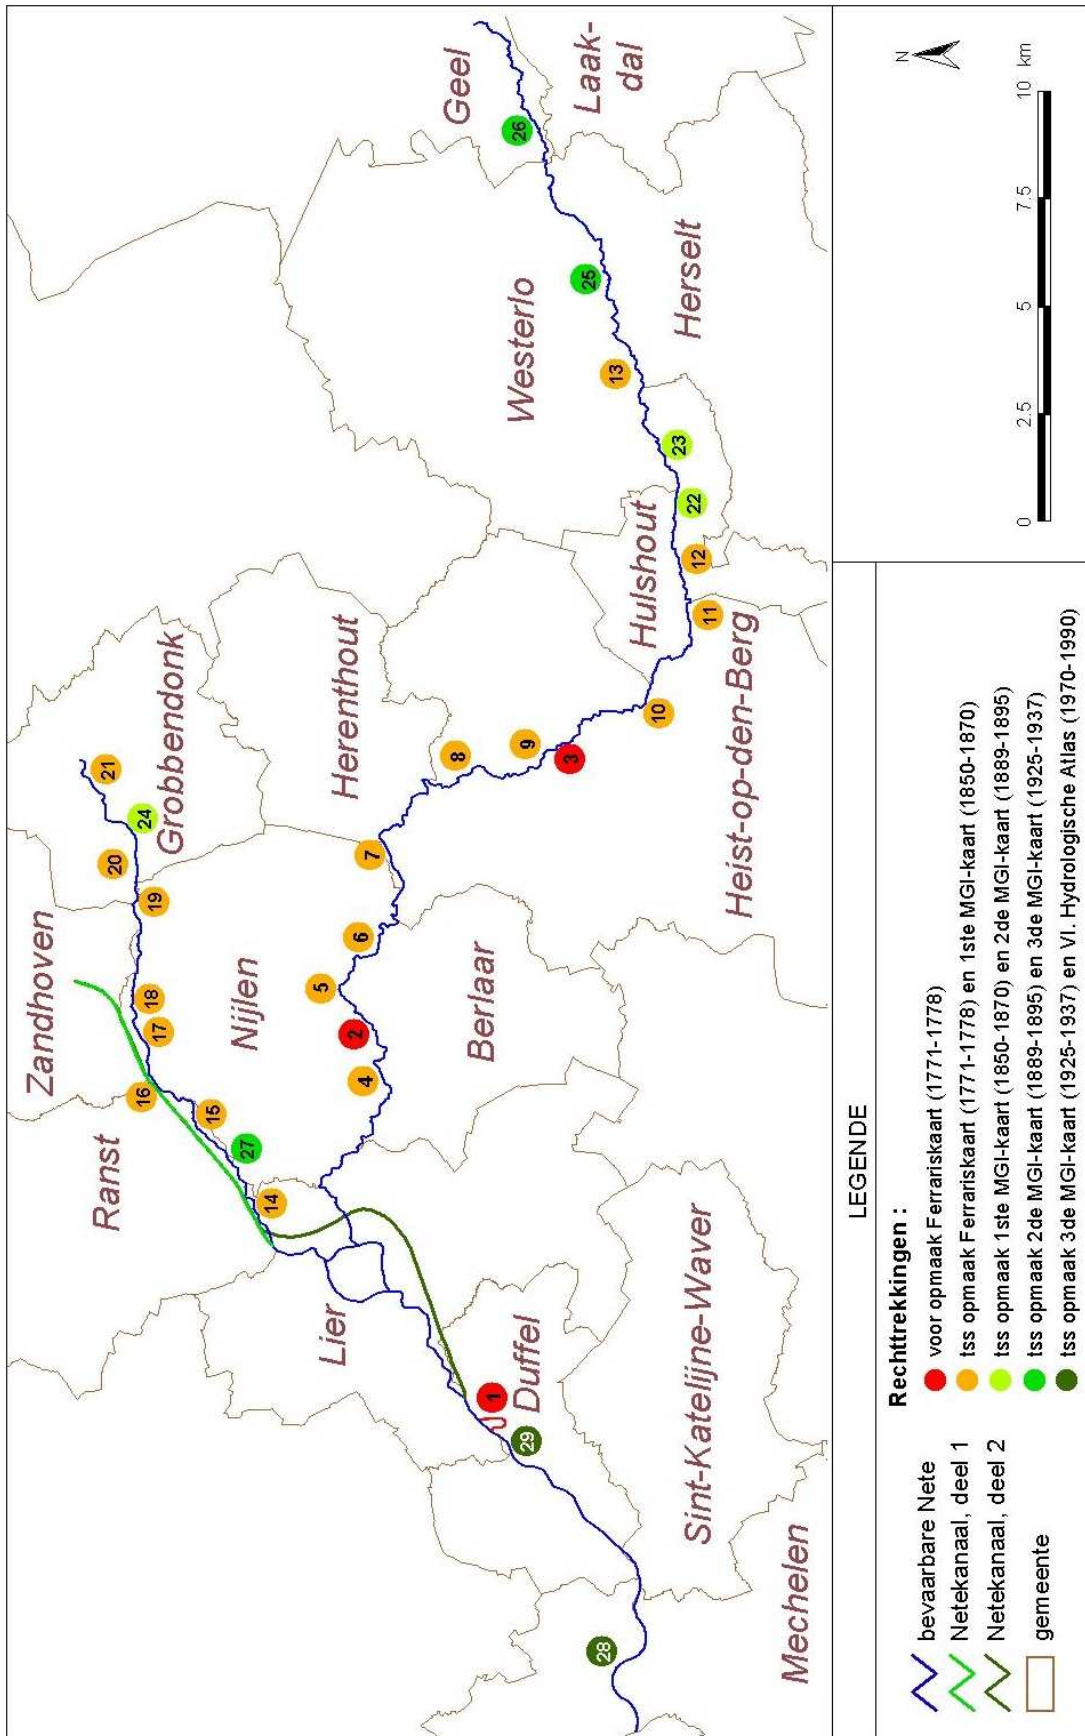 Zandhoven
Ranst
Grobbendonk
Nijlen
Lier
Herenthout
Geel
Laak-
dal
Westerlo
Berlaar
Duffel
Hulshout
Herselt
Heist-op-den-Berg
Sint-Katelijne-Waver
Mechelen
1
2
3
4
5
6
7
8
9
10
11
12
13
14
15
16
17
18
19
20
21
22
23
24
25
26
27
28
29
LEGENDE
bevaarbare Nete
Netekanaal, deel 1
Netekanaal, deel 2
gemeente
Rechttrekkingen :
voor opmaak Ferrariskaart (1771-1778)
tss opmaak Ferrariskaart (1771-1778) en 1ste MGI-kaart (1850-1870)
tss opmaak 1ste MGI-kaart (1850-1870) en 2de MGI-kaart (1889-1895)
tss opmaak 2de MGI-kaart (1889-1895) en 3de MGI-kaart (1925-1937)
tss opmaak 3de MGI-kaart (1925-1937) en Vl. Hydrologische Atlas (1970-1990)
N
0 2.5 5 7.5 10 km